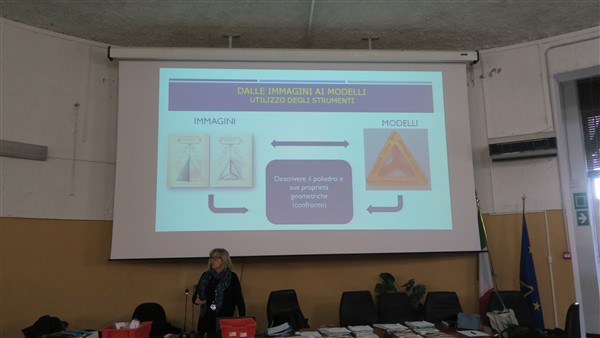 DALLE IMMAGINI AI MODELLI
UTILIZZO DEGLI STRUMENTI
IMMAGINI
MODELLI
Descrivere il poliedro e
sue proprietà
geometriche
(confronto)